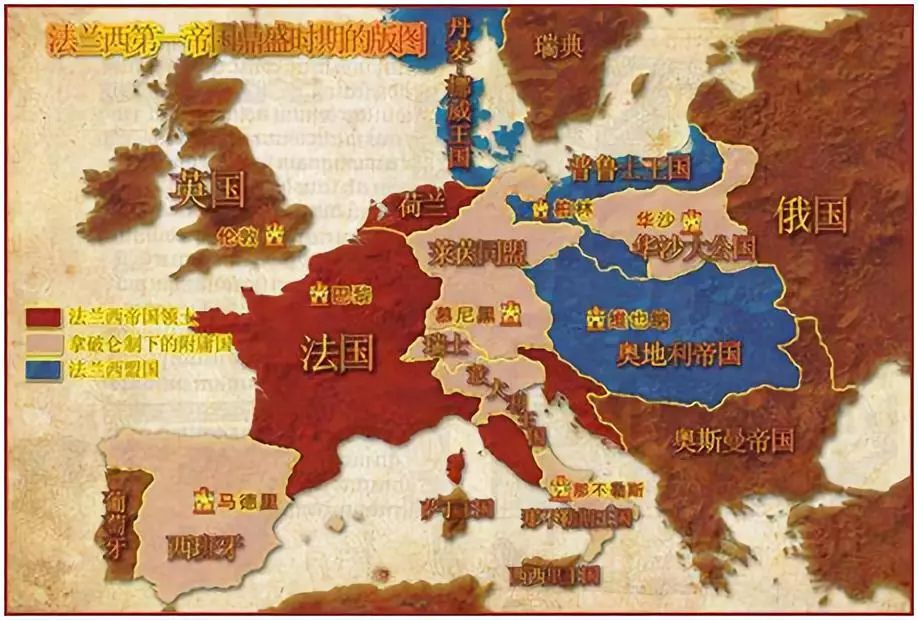 法兰西第一帝国鼎盛时期的版图
丹麦-挪威王国
瑞典
英国
伦敦
荷兰
普鲁士王国
柏林
华沙
华沙大公国
俄国
莱茵同盟
巴黎
慕尼黑
维也纳
奥地利帝国
法兰西帝国领土
拿破仑制下的附庸国
法兰西盟国
法国
瑞士
意大利王国
奥斯曼帝国
马德里
西班牙
葡萄牙
萨丁王国
那不勒斯
那不勒斯王国
西西里王国